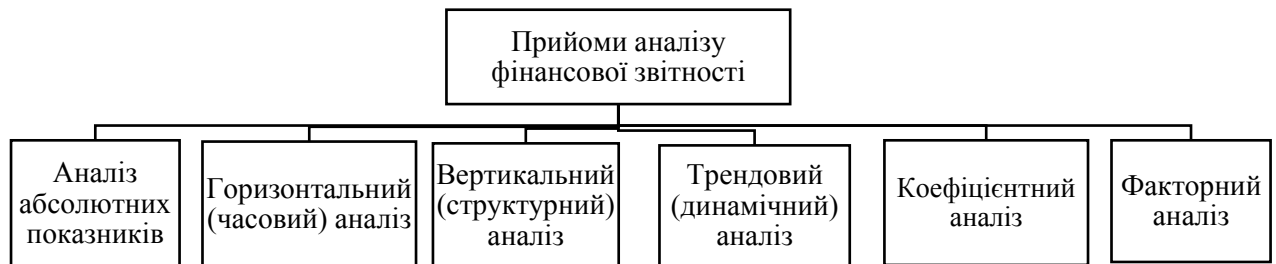 Прийоми аналізу
фінансової звітності
Аналіз
абсолютних
показників
Горизонтальний
(часовий) аналіз
Вертикальний
(структурний)
аналіз
Трендовий
(динамічний)
аналіз
Коефіцієнтний
аналіз
Факторний
аналіз